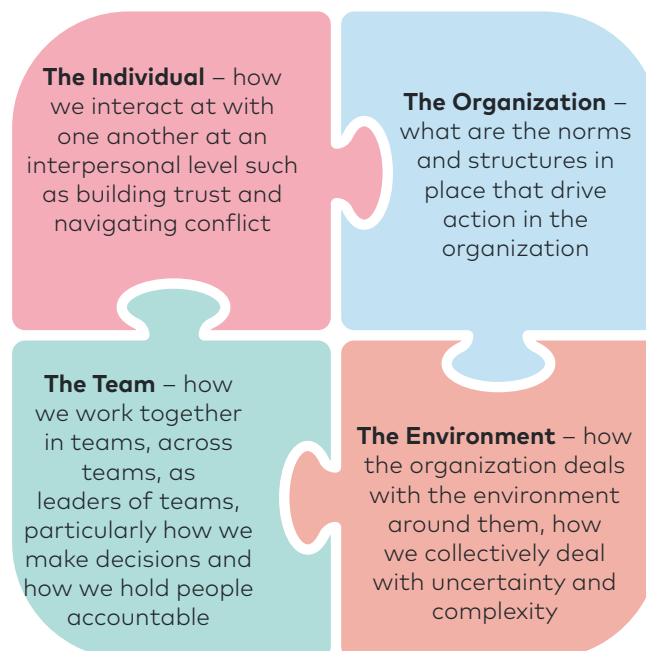 The Individual – how
we interact at with
one another at an
interpersonal level such
as building trust and
navigating conflict
The Organization –
what are the norms
and structures in
place that drive
action in the
organization
The Team – how
we work together
in teams, across
teams, as
leaders of teams,
particularly how we
make decisions and
how we hold people
accountable
The Environment – how
the organization deals
with the environment
around them, how
we collectively deal
with uncertainty and
complexity